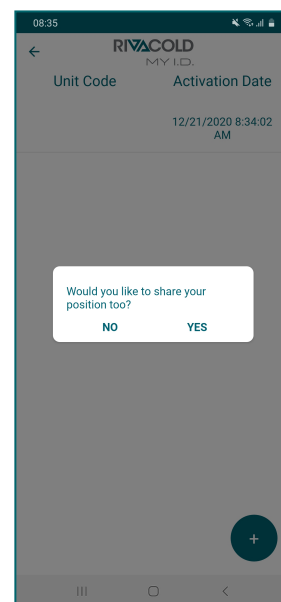 08:35
RIVACOLD
MY I.D.
Unit Code Activation Date
12/21/2020 8:34:02
AM
Would you like to share your
position too?
NO YES
+